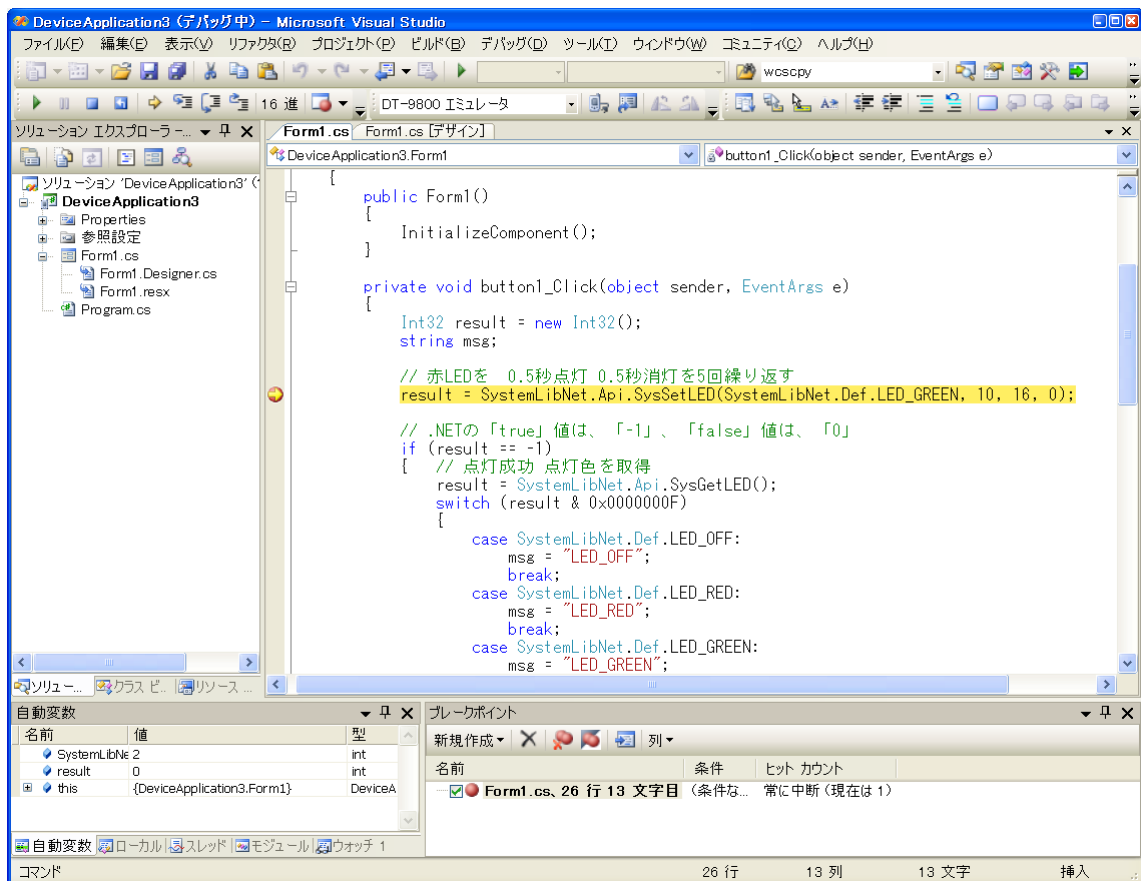 DeviceApplication3 (デバッグ中) - Microsoft Visual Studio
ファイル(F) 編集(E) 表示(V) リファクタ(R) プロジェクト(P) ビルド(B) デバッグ(D) ツール(T) ウィンドウ(W) コミュニティ(C) ヘルプ(H)
wcscpy
16 進 DT-9800 エミュレータ
ソリューション エクスプローラ -...
Form1.cs Form1.cs [デザイン]
DeviceApplication3.Form1 button1_Click(object sender, EventArgs e)
ソリューション 'DeviceApplication3' (
DeviceApplication3
Properties
参照設定
Form1.cs
Form1.Designer.cs
Form1.resx
Program.cs
{
public Form1()
{
InitializeComponent();
}
private void button1_Click(object sender, EventArgs e)
{
Int32 result = new Int32();
string msg;
// 赤LEDを　0.5秒点灯 0.5秒消灯を5回繰り返す
result = SystemLibNet.Api.SysSetLED(SystemLibNet.Def.LED_GREEN, 10, 16, 0);
// .NETの「true」値は、「-1」、「false」値は、「0」
if (result == -1)
{ // 点灯成功 点灯色を取得
result = SystemLibNet.Api.SysGetLED();
switch (result & 0x0000000F)
{
case SystemLibNet.Def.LED_OFF:
msg = "LED_OFF";
break;
case SystemLibNet.Def.LED_RED:
msg = "LED_RED";
break;
case SystemLibNet.Def.LED_GREEN:
msg = "LED_GREEN";
ソリュー... クラス ビ... リソース ...
自動変数
名前 値 型
SystemLibNe 2 int
result 0 int
this {DeviceApplication3.Form1} DeviceA
自動変数 ローカル スレッド モジュール ウォッチ 1
ブレークポイント
新規作成 列
名前 条件 ヒット カウント
Form1.cs、26 行 13 文字目 (条件な... 常に中断 (現在は 1)
コマンド 26 行 13 列 13 文字 挿入